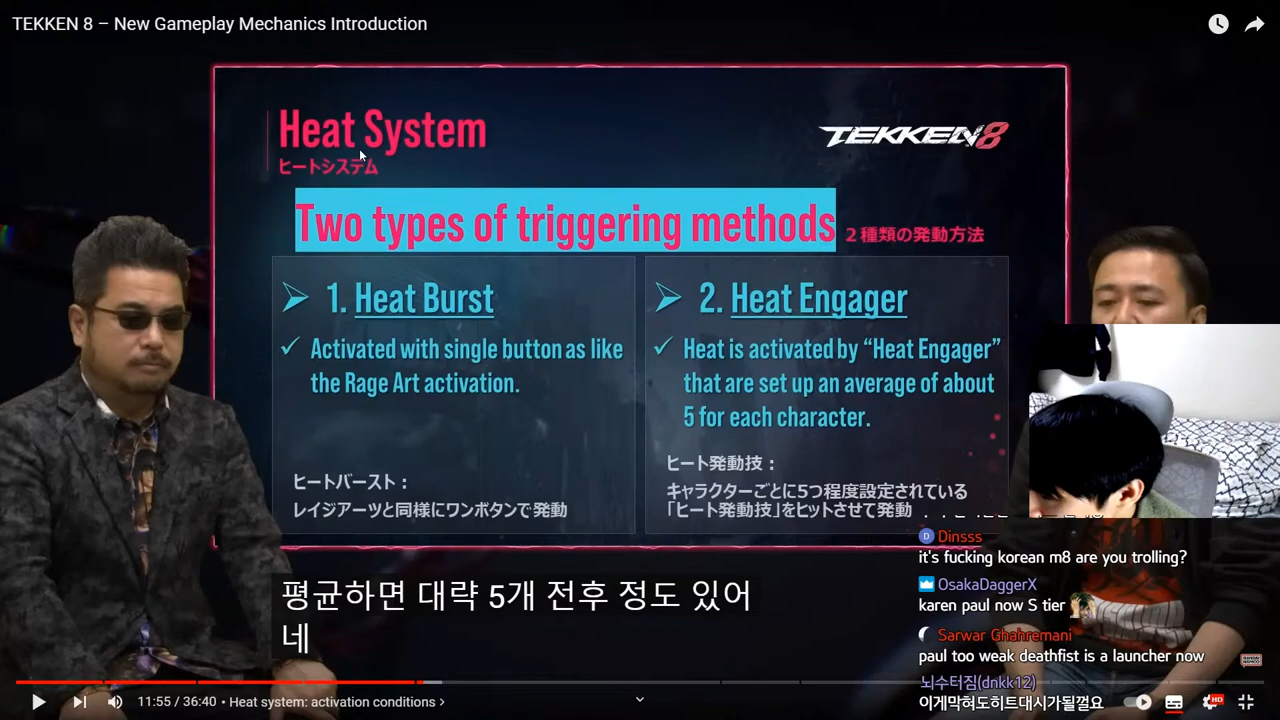 TEKKEN 8 – New Gameplay Mechanics Introduction
Heat System
ヒートシステム
TEKKEN 8
Two types of triggering methods
２種類の発動方法
1. Heat Burst
Activated with single button as like
the Rage Art activation.
ヒートバースト：
レイジアーツと同様にワンボタンで発動
2. Heat Engager
Heat is activated by “Heat Engager”
that are set up an average of about
5 for each character.
ヒート発動技：
キャラクターごとに5つ程度設定されている
「ヒート発動技」をヒットさせて発動
평균하면 대략 5개 전후 정도 있어
네
D Dinsss
it's fucking korean m8 are you trolling?
OsakaDaggerX
karen paul now S tier
Sarwar Ghahremani
paul too weak deathfist is a launcher now
뇌수터짐(dnkk12)
이게막혀도히트대시가될껄요
11:55 / 36:40 • Heat system: activation conditions
HD